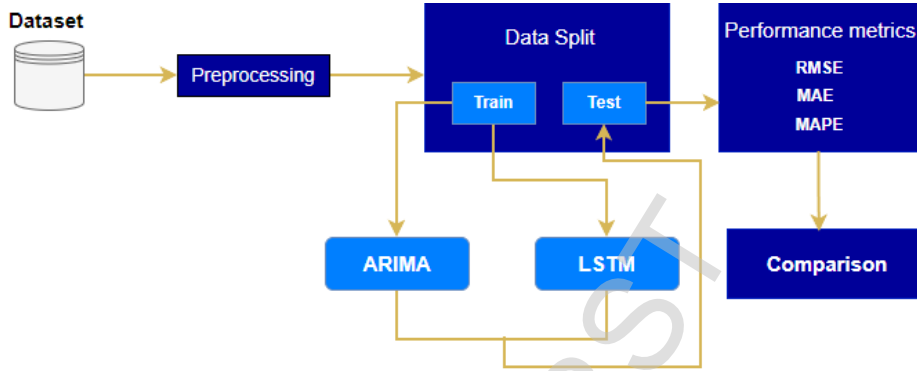 Dataset
Preprocessing
Data Split
Train
Test
Performance metrics
RMSE
MAE
MAPE
ARIMA
LSTM
Comparison